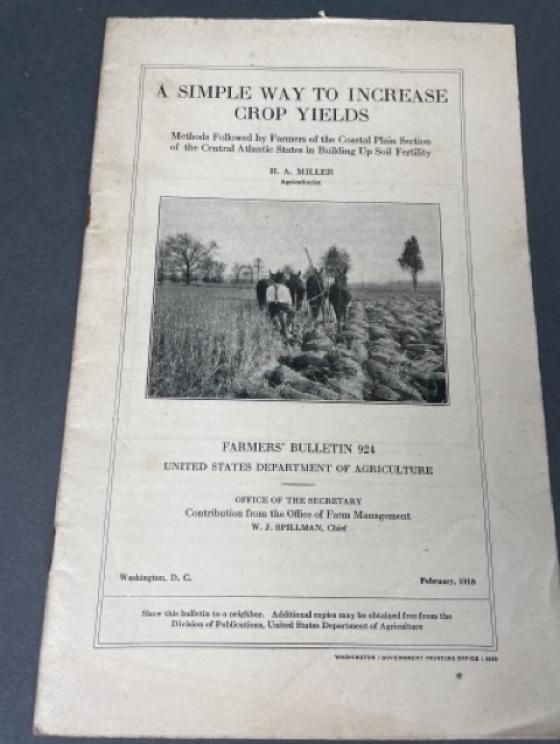 A SIMPLE WAY TO INCREASE
CROP YIELDS
Methods Followed by Farmers of the Coastal Plain Section
of the Central Atlantic States in Building Up Soil Fertility
H. A. MILLER
Agriculturist
FARMERS' BULLETIN 924
UNITED STATES DEPARTMENT OF AGRICULTURE
OFFICE OF THE SECRETARY
Contribution from the Office of Farm Management
W. J. SPILLMAN, Chief
Washington, D. C.
February, 1918
Show this bulletin to a neighbor. Additional copies may be obtained free from the
Division of Publications, United States Department of Agriculture
WASHINGTON : GOVERNMENT PRINTING OFFICE :